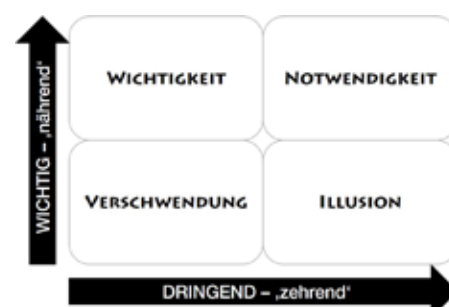 WICHTIG – „nährend“
WICHTIGKEIT
NOTWENDIGKEIT
VERSCHWENDUNG
ILLUSION
DRINGEND – „zehrend“